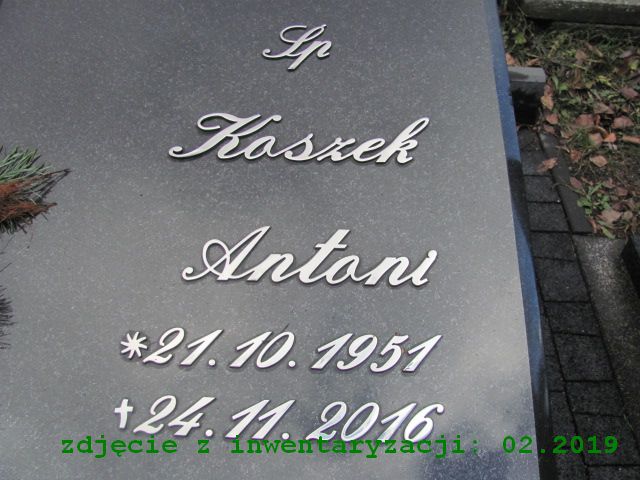 Śp
Koszek
Antoni
*21.10.1951
†24.11.2016
zdjęcie z inwentaryzacji: 02.2019